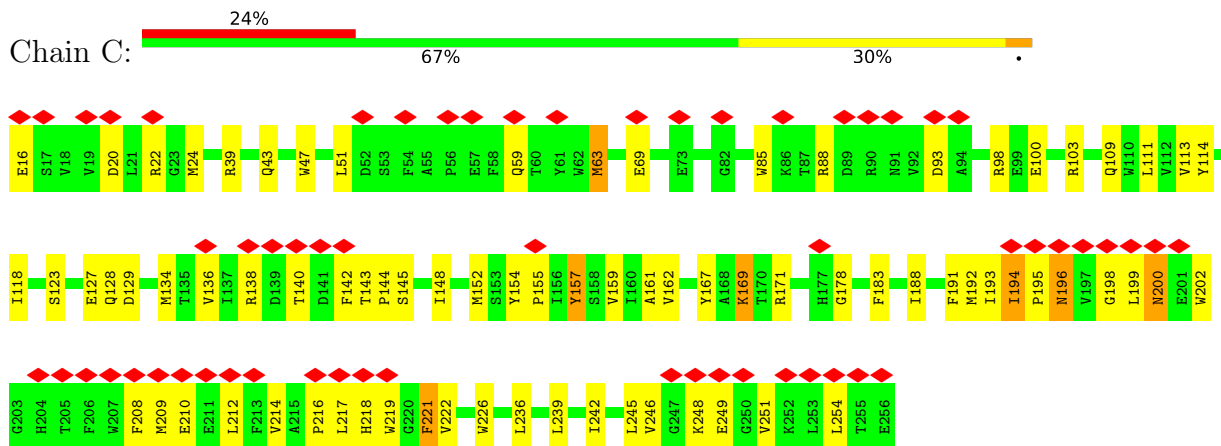 24%
Chain C:
67% 30% •
E16 S17 V18 V19 D20 L21 R22 G23 M24 R39 Q43 W47 L51 D52 S53 F54 A55 P56 E57 F58 Q59 T60 Y61 W62 M63 E69 E73 G82 W85 K86 T87 R88 D89 R90 N91 V92 D93 A94 R98 E99 E100 R103 Q109 W110 L111 V112 V113 Y114
I118 S123 E127 Q128 D129 M134 T135 V136 I137 R138 D139 T140 D141 F142 T143 P144 S145 I148 M152 S153 Y154 P155 I156 Y157 S158 V159 I160 A161 V162 Y167 A168 K169 T170 R171 H177 G178 F183 I188 F191 M192 I193 I194 P195 N196 V197 G198 L199 N200 E201 W202
G203 H204 T205 F206 W207 F208 M209 E210 E211 L212 F213 V214 A215 P216 L217 H218 W219 G220 F221 V222 W226 L236 L239 I242 L245 V246 G247 K248 E249 G250 V251 K252 L253 L254 T255 E256